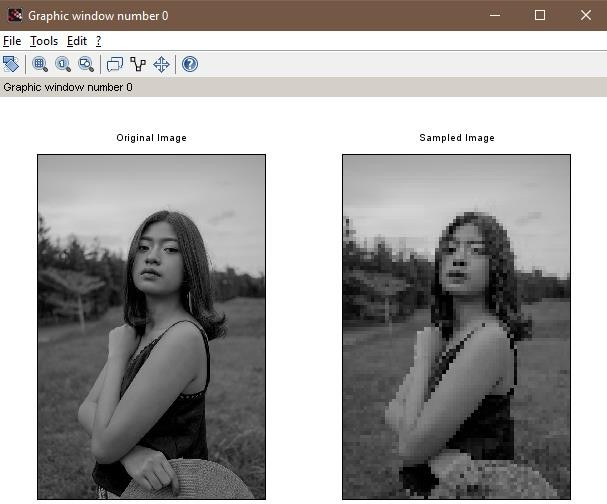 Graphic window number 0
File Tools Edit ?
Graphic window number 0
Original Image
Sampled Image